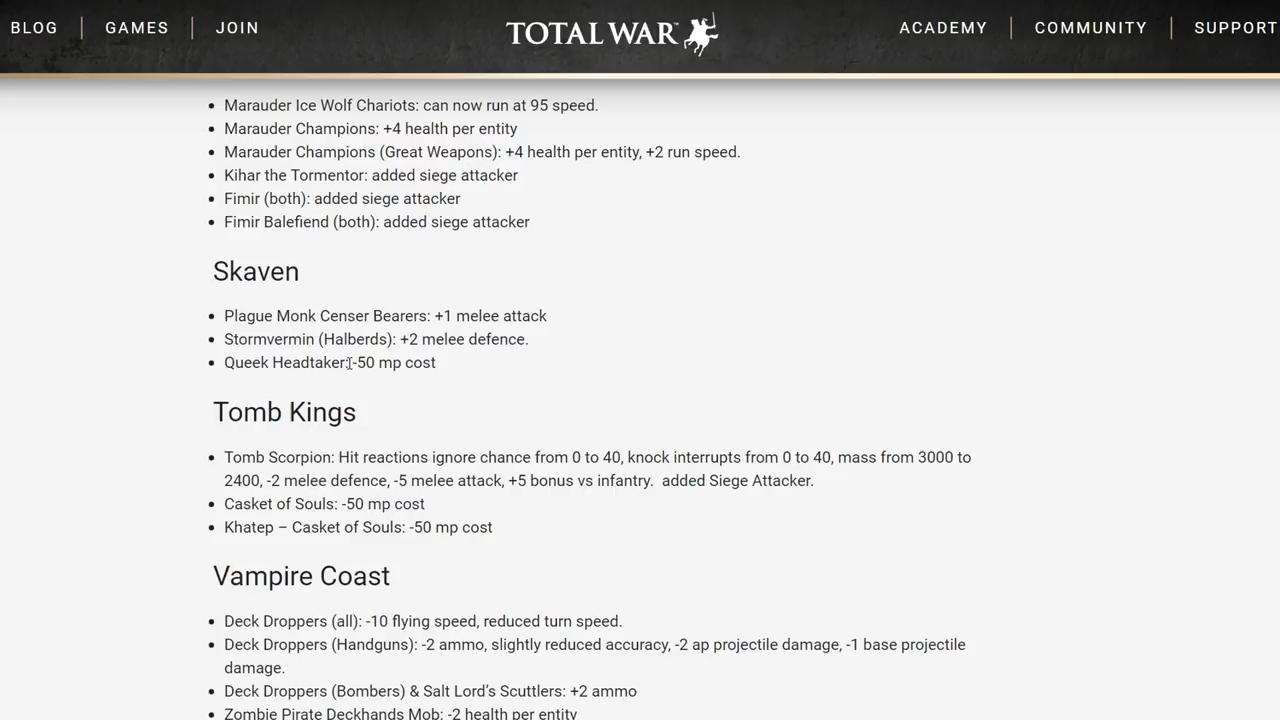 BLOG GAMES JOIN TOTAL WAR™ ACADEMY COMMUNITY SUPPORT
Marauder Ice Wolf Chariots: can now run at 95 speed.
Marauder Champions: +4 health per entity
Marauder Champions (Great Weapons): +4 health per entity, +2 run speed.
Kihar the Tormentor: added siege attacker
Fimir (both): added siege attacker
Fimir Balefiend (both): added siege attacker
Skaven
Plague Monk Censer Bearers: +1 melee attack
Stormvermin (Halberds): +2 melee defence.
Queek Headtaker: -50 mp cost
Tomb Kings
Tomb Scorpion: Hit reactions ignore chance from 0 to 40, knock interrupts from 0 to 40, mass from 3000 to
2400, -2 melee defence, -5 melee attack, +5 bonus vs infantry.  added Siege Attacker.
Casket of Souls: -50 mp cost
Khatep – Casket of Souls: -50 mp cost
Vampire Coast
Deck Droppers (all): -10 flying speed, reduced turn speed.
Deck Droppers (Handguns): -2 ammo, slightly reduced accuracy, -2 ap projectile damage, -1 base projectile
damage.
Deck Droppers (Bombers) & Salt Lord’s Scuttlers: +2 ammo
Zombie Pirate Deckhands Mob: -2 health per entity